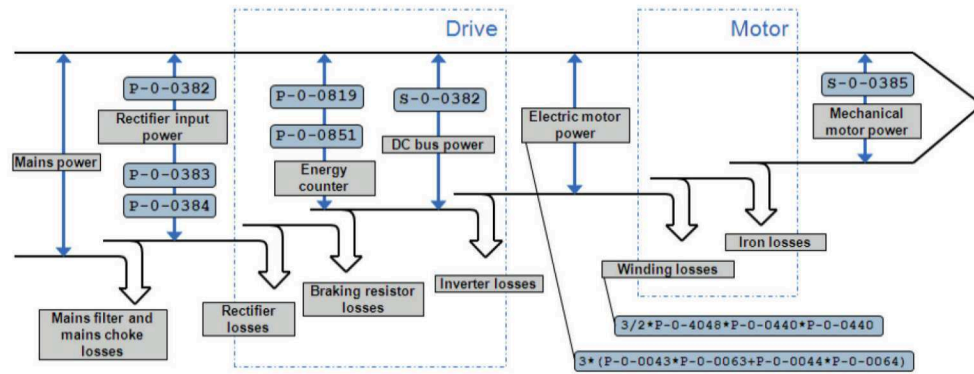 Drive
Motor
P-0-0382
Rectifier input
power
P-0-0383
P-0-0384
Mains power
P-0-0819
P-0-0851
Energy
counter
S-0-0382
DC bus power
Electric motor
power
S-0-0385
Mechanical
motor power
Mains filter and
mains choke
losses
Rectifier
losses
Braking resistor
losses
Inverter losses
Winding losses
Iron losses
3/2*P-0-4048*P-0-0440*P-0-0440
3*(P-0-0043*P-0-0063+P-0-0044*P-0-0064)